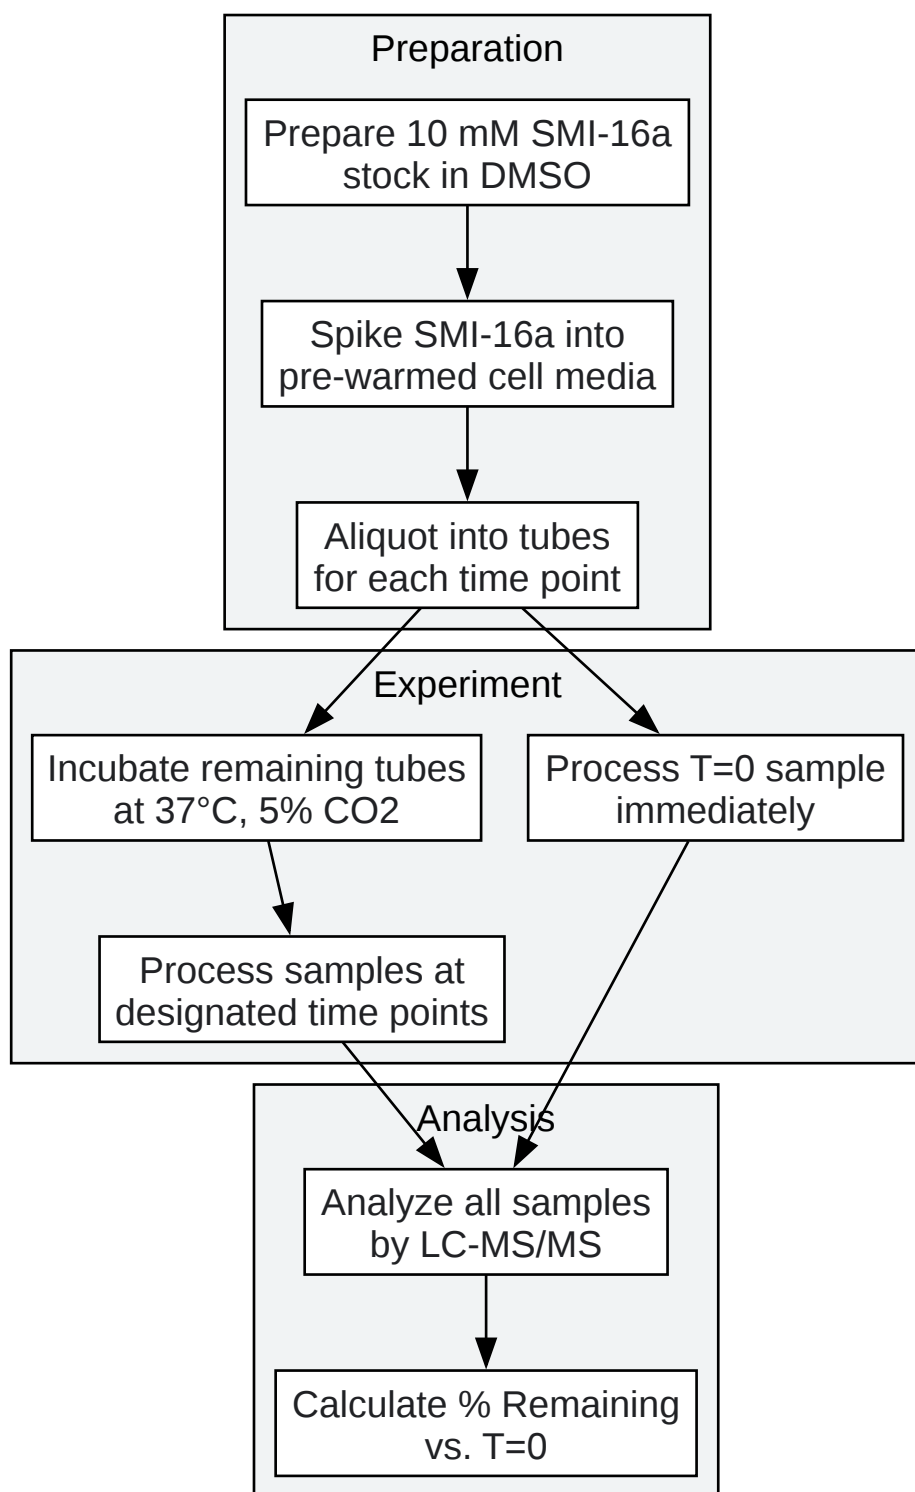 Preparation
Prepare 10 mM SMI-16a
stock in DMSO
Spike SMI-16a into
pre-warmed cell media
Aliquot into tubes
for each time point
Experiment
Incubate remaining tubes
at 37°C, 5% CO2
Process T=0 sample
immediately
Process samples at
designated time points
Analysis
Analyze all samples
by LC-MS/MS
Calculate % Remaining
vs. T=0